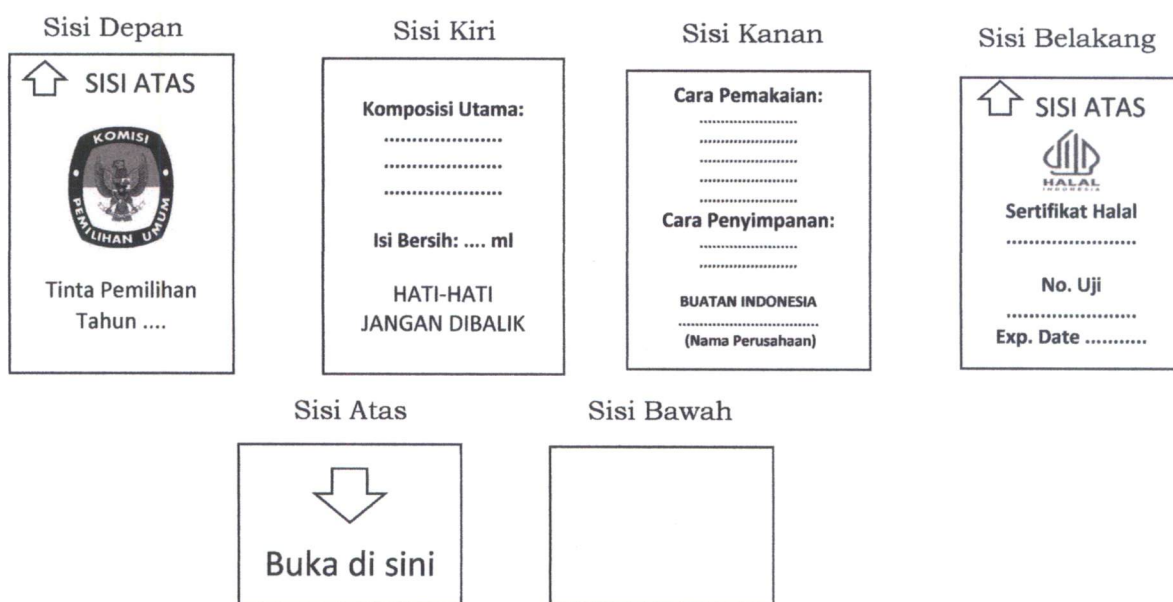 Sisi Depan
SISI ATAS
KOMISI
PEMILIHAN UMUM
Tinta Pemilihan
Tahun ....
Sisi Kiri
Komposisi Utama:
.....................
.....................
.....................
Isi Bersih: .... ml
HATI-HATI
JANGAN DIBALIK
Sisi Kanan
Cara Pemakaian:
.......................
.......................
.......................
.......................
.......................
Cara Penyimpanan:
.......................
.......................
BUATAN INDONESIA
.................................
(Nama Perusahaan)
Sisi Belakang
SISI ATAS
HALAL
INDONESIA
Sertifikat Halal
.......................
No. Uji
.......................
Exp. Date ...........
Sisi Atas
Buka di sini
Sisi Bawah